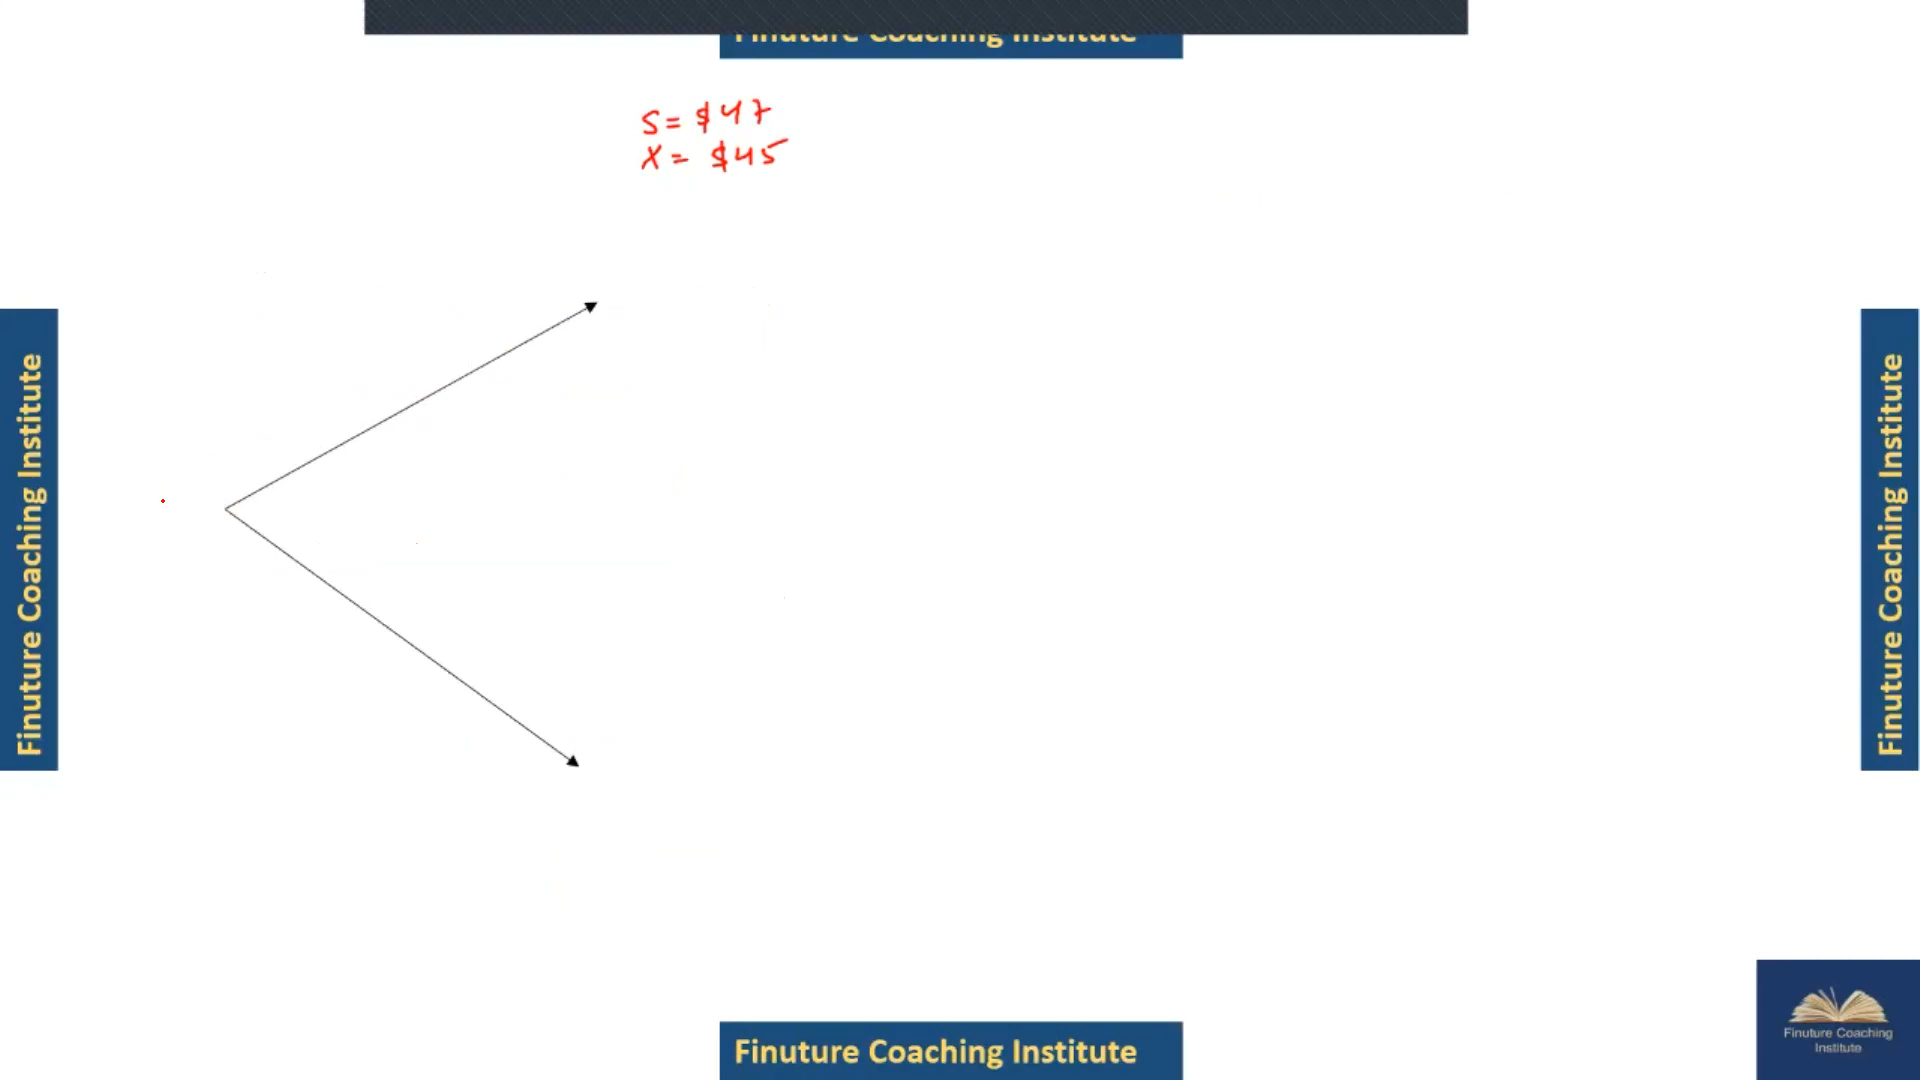 Finuture Coaching Institute
S = $47
X = $45
Finuture Coaching Institute
Finuture Coaching Institute
Finuture Coaching
Institute
Finuture Coaching Institute